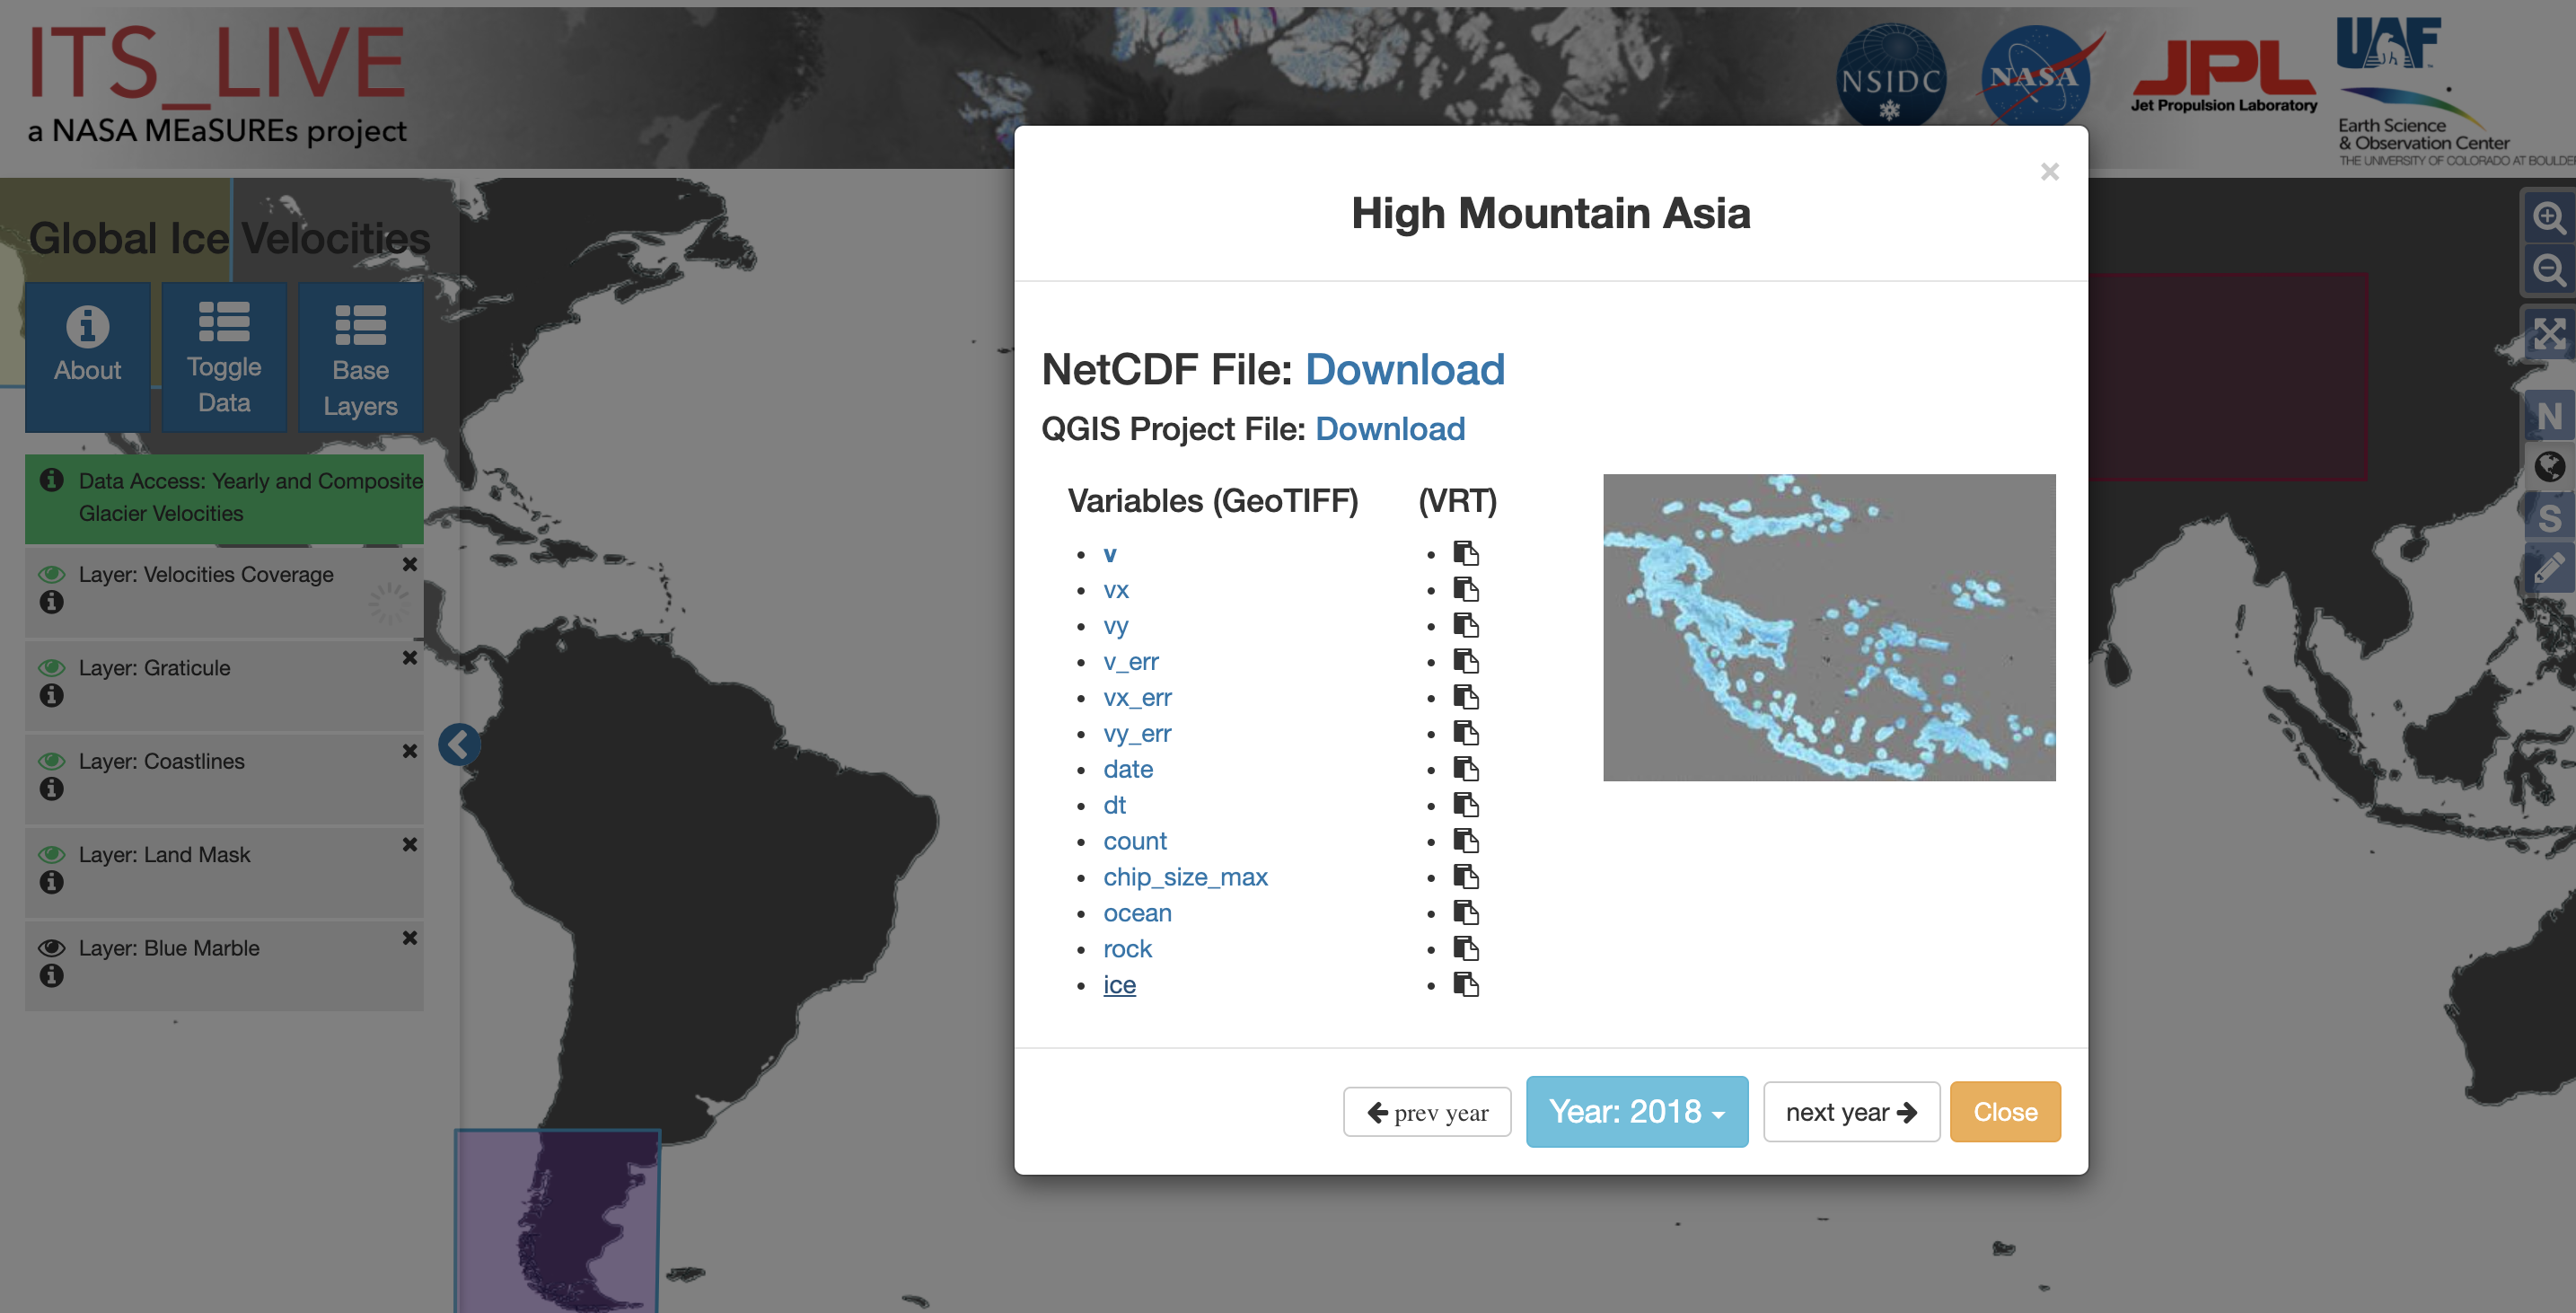 ITS_LIVE
a NASA MEaSUREs project
NSIDC
NASA
JPL
Jet Propulsion Laboratory
UAF
Earth Science
& Observation Center
THE UNIVERSITY OF COLORADO AT BOULDER
Global Ice Velocities
About
Toggle
Data
Base
Layers
Data Access: Yearly and Composite
Glacier Velocities
Layer: Velocities Coverage
Layer: Graticule
Layer: Coastlines
Layer: Land Mask
Layer: Blue Marble
×
High Mountain Asia
NetCDF File: Download
QGIS Project File: Download
Variables (GeoTIFF) (VRT)
• v •
• vx •
• vy •
• v_err •
• vx_err •
• vy_err •
• date •
• dt •
• count •
• chip_size_max •
• ocean •
• rock •
• ice •
prev year
Year: 2018
next year
Close
N
S